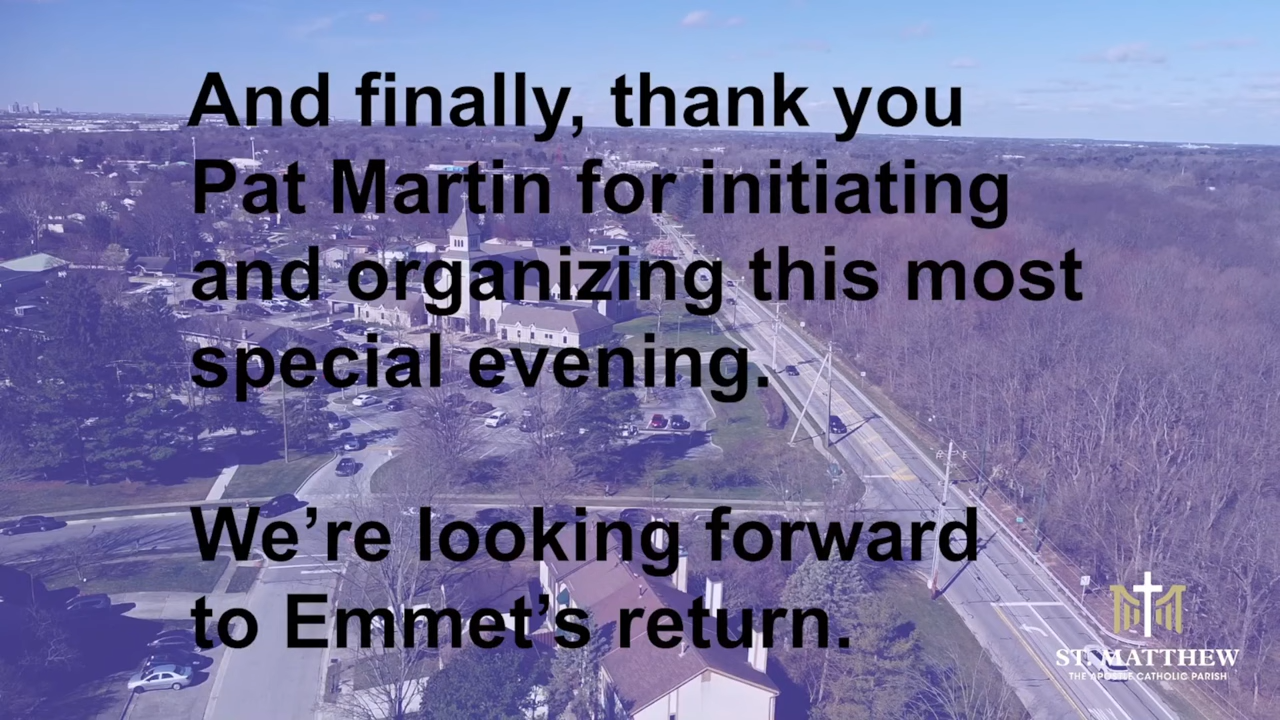 And finally, thank you
Pat Martin for initiating
and organizing this most
special evening.
We’re looking forward
to Emmet’s return.
ST. MATTHEW
THE APOSTLE CATHOLIC PARISH